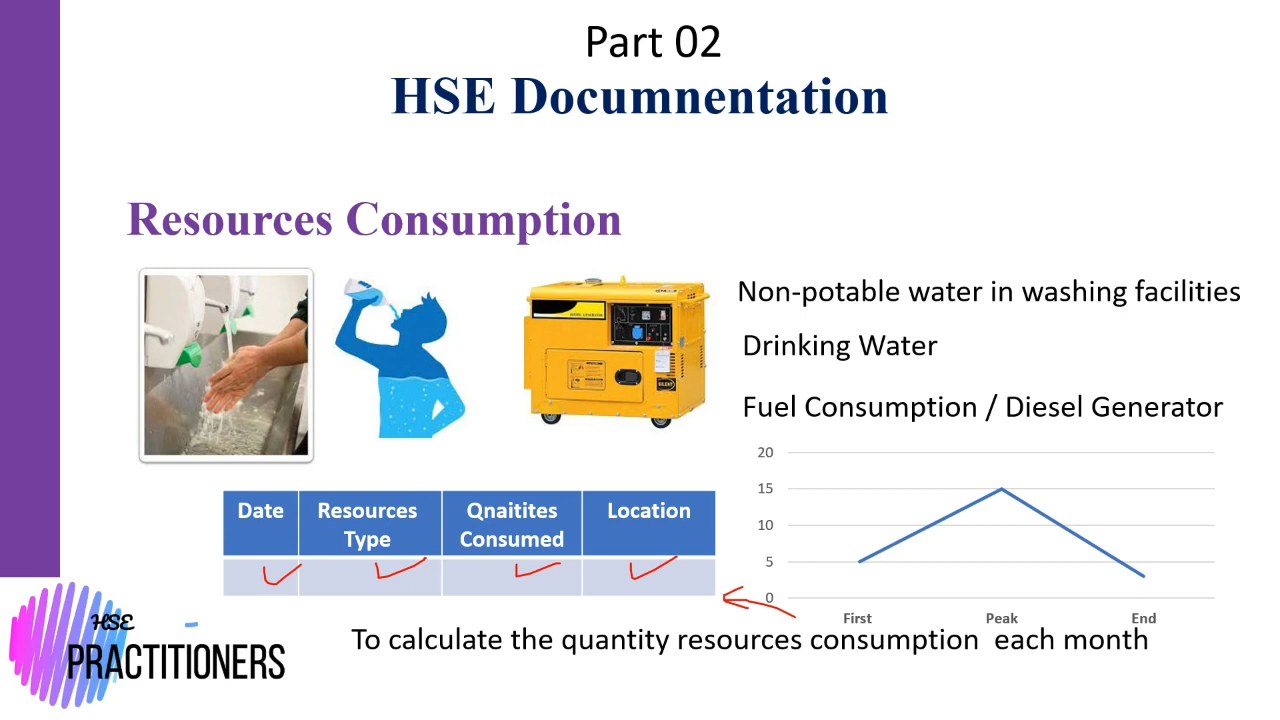 Part 02
HSE Documnentation
Resources Consumption
Non-potable water in washing facilities
Drinking Water
Fuel Consumption / Diesel Generator
Date
Resources
Type
Qnaitites
Consumed
Location
20
15
10
5
0
First
Peak
End
To calculate the quantity resources consumption each month
HSE
PRACTITIONERS